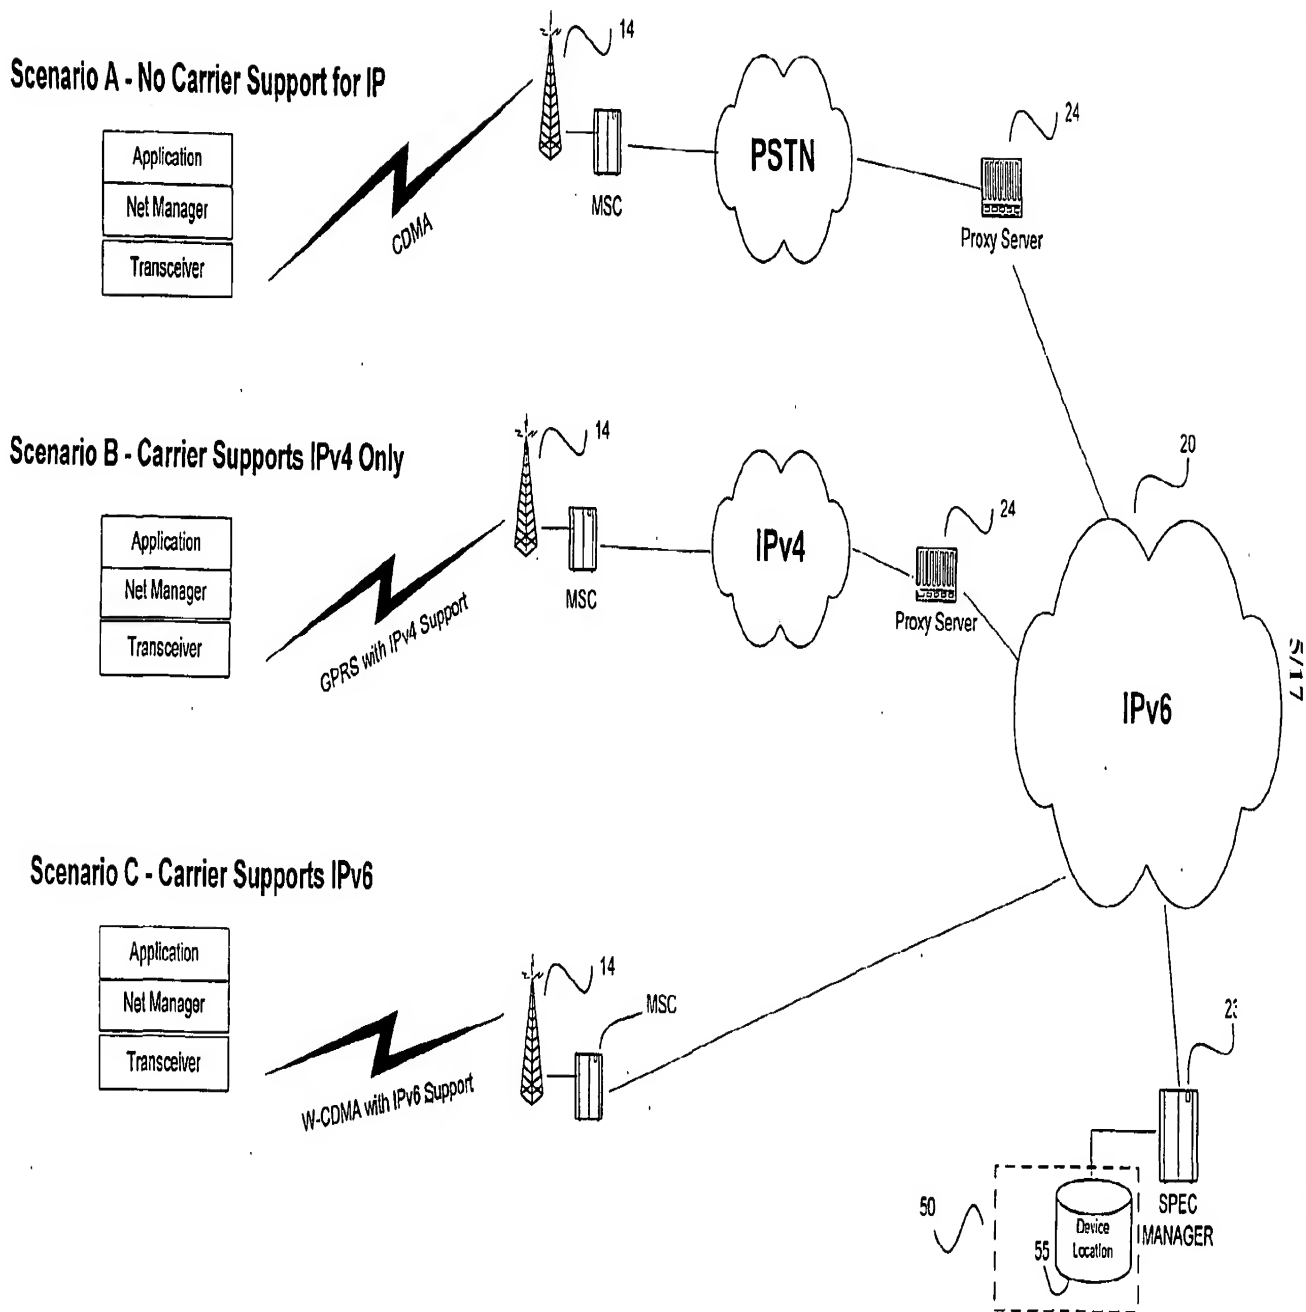 Scenario A - No Carrier Support for IP
14
Application
Net Manager
Transceiver
CDMA
MSC
PSTN
24
Proxy Server
Scenario B - Carrier Supports IPv4 Only
14
Application
Net Manager
Transceiver
GPRS with IPv4 Support
MSC
IPv4
24
Proxy Server
20
IPv6
5/17
Scenario C - Carrier Supports IPv6
14
Application
Net Manager
Transceiver
W-CDMA with IPv6 Support
MSC
23
SPEC
MANAGER
50
55
Device
Location